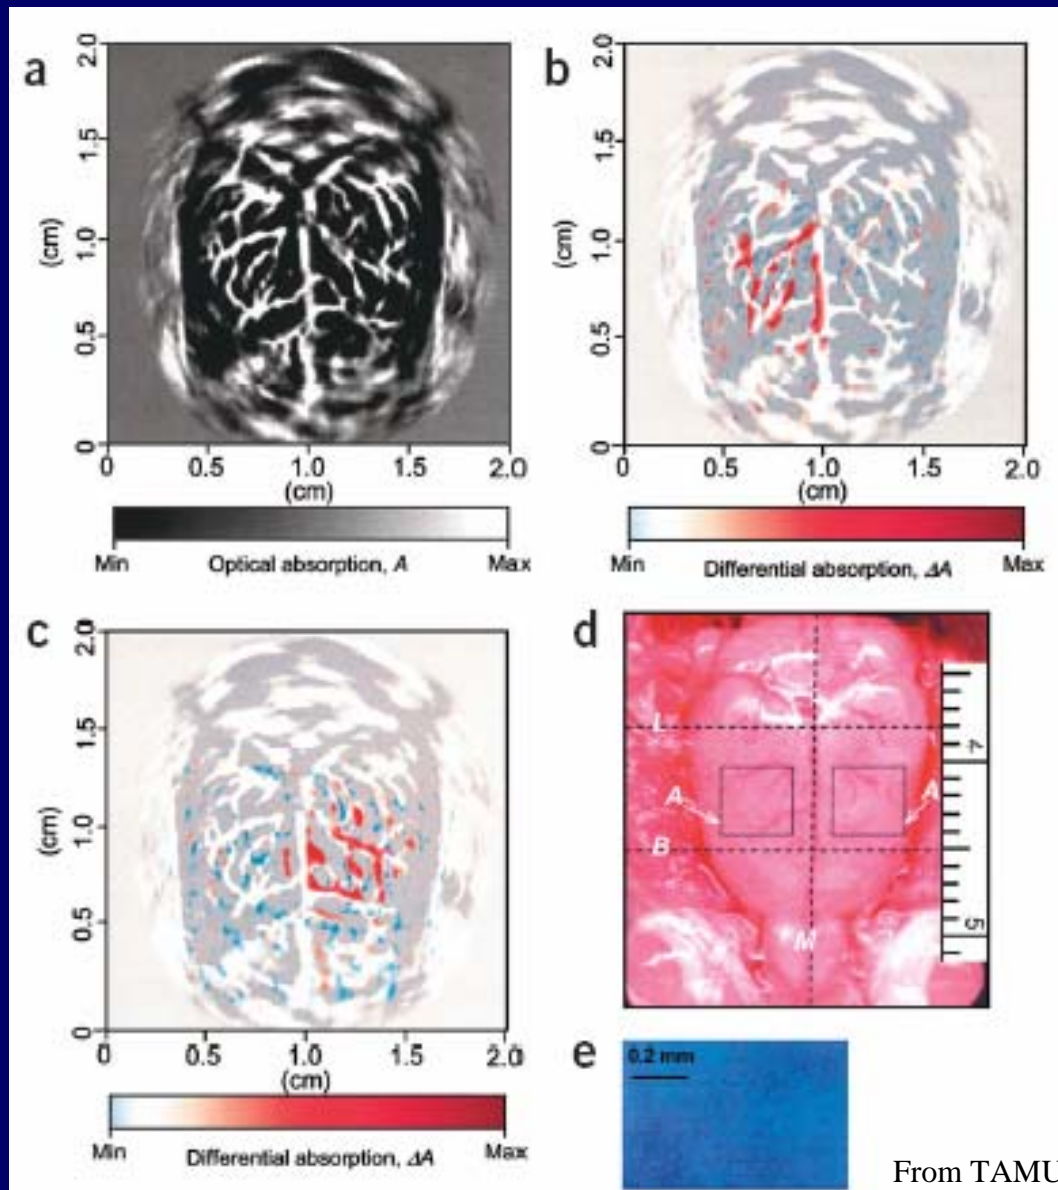 a
2.0
1.5
1.0
0.5
0
(cm)
0 0.5 1.0 1.5 2.0
(cm)
Min Max
Optical absorption, A
b
2.0
1.5
1.0
0.5
0
(cm)
0 0.5 1.0 1.5 2.0
(cm)
Min Max
Differential absorption, ΔA
c
2.0
1.5
1.0
0.5
0
(cm)
0 0.5 1.0 1.5 2.0
(cm)
Min Max
Differential absorption, ΔA
d
L
A A
B
M
4
5
e
0.2 mm
From TAMU